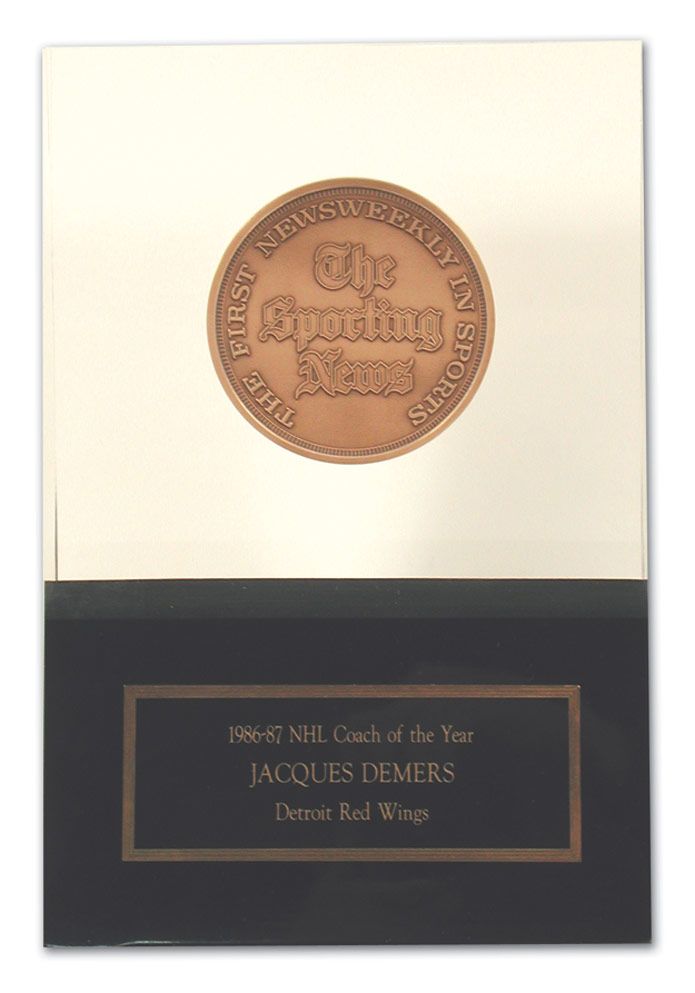 THE FIRST NEWSWEEKLY IN SPORTS
The
Sporting
News
1986-87 NHL Coach of the Year
JACQUES DEMERS
Detroit Red Wings